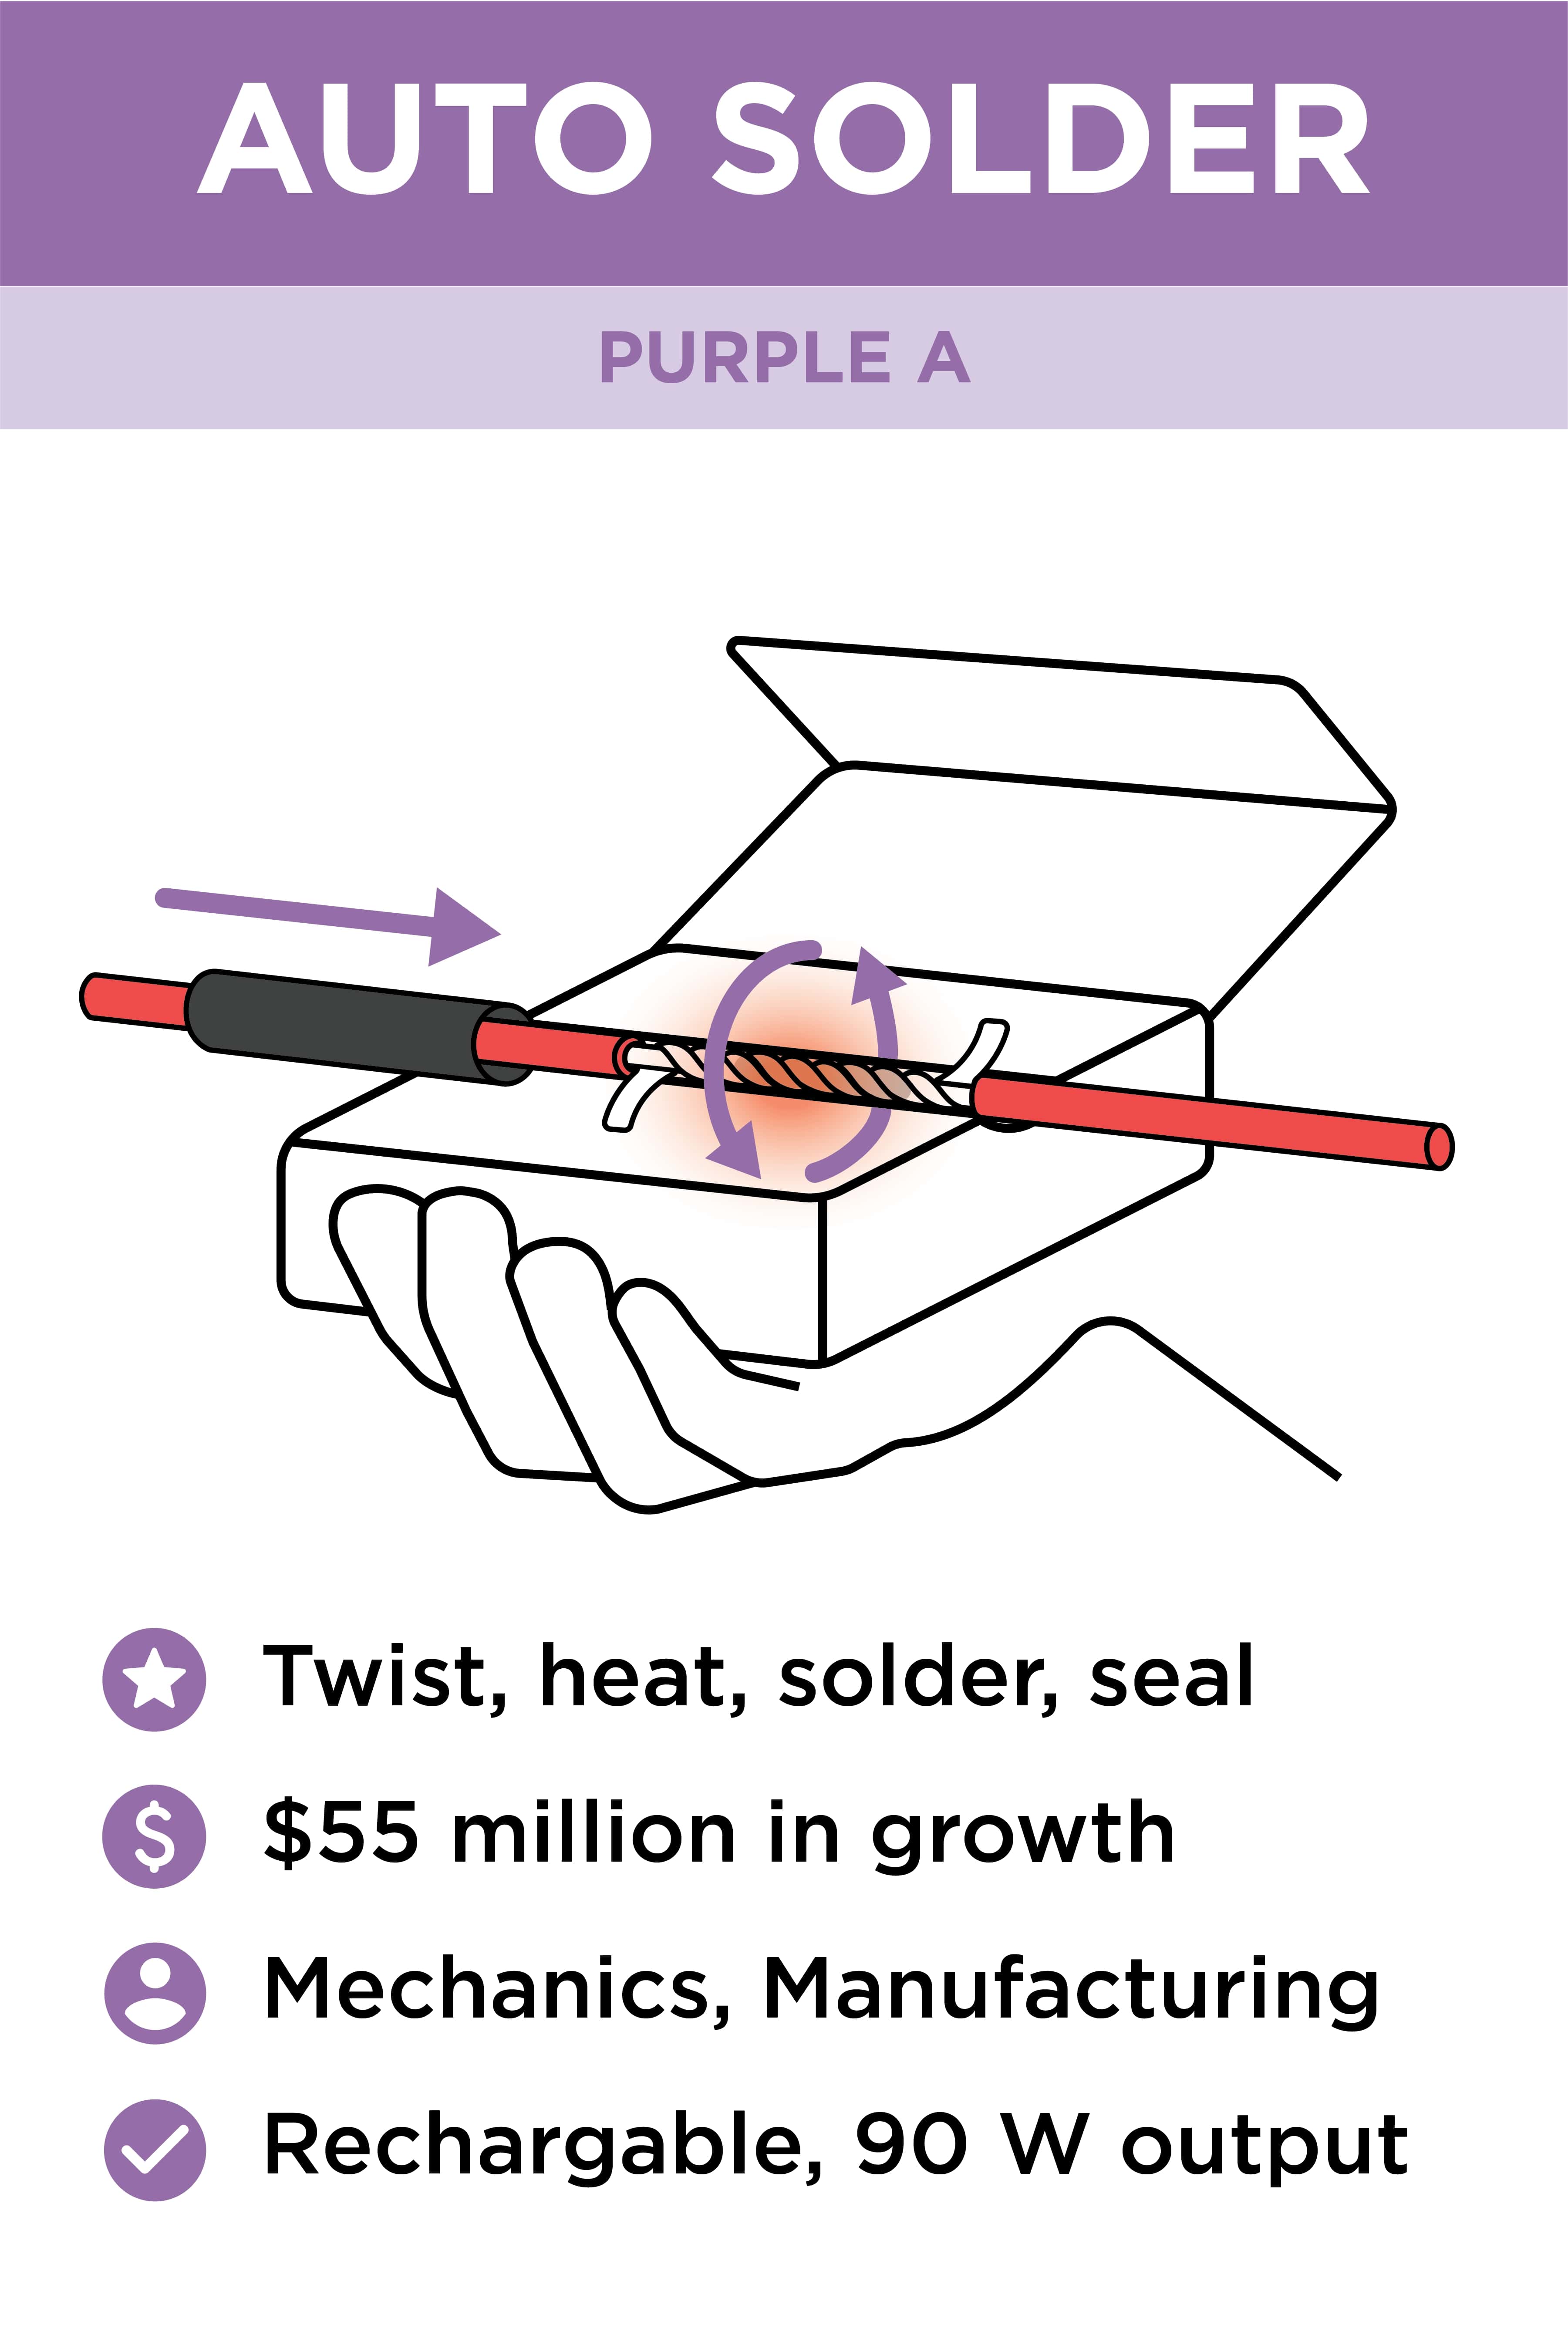 AUTO SOLDER
PURPLE A
Twist, heat, solder, seal
$55 million in growth
Mechanics, Manufacturing
Rechargable, 90 W output